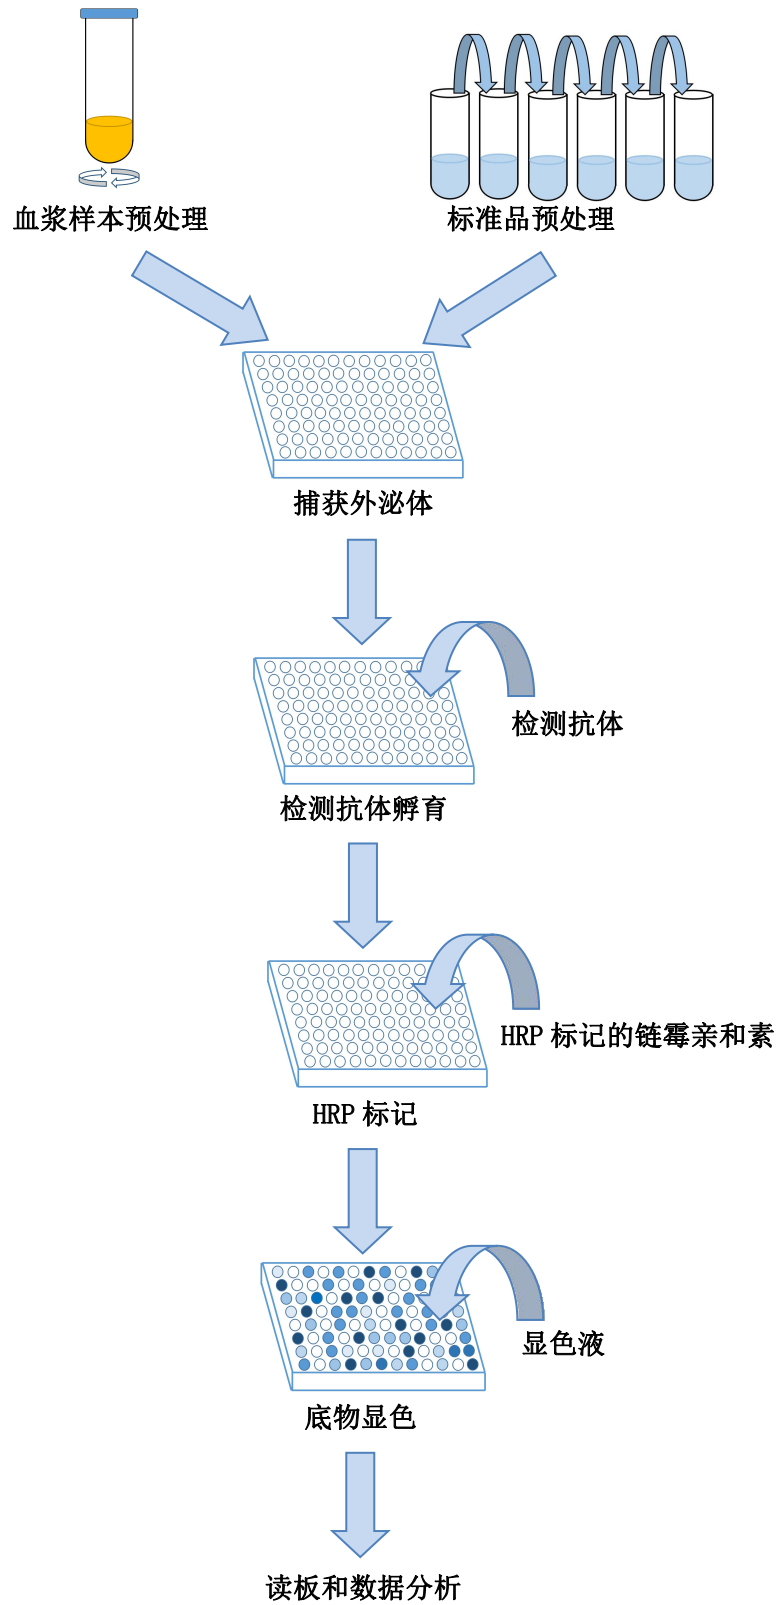 血浆样本预处理
标准品预处理
捕获外泌体
检测抗体
检测抗体孵育
HRP 标记的链霉亲和素
HRP 标记
显色液
底物显色
读板和数据分析